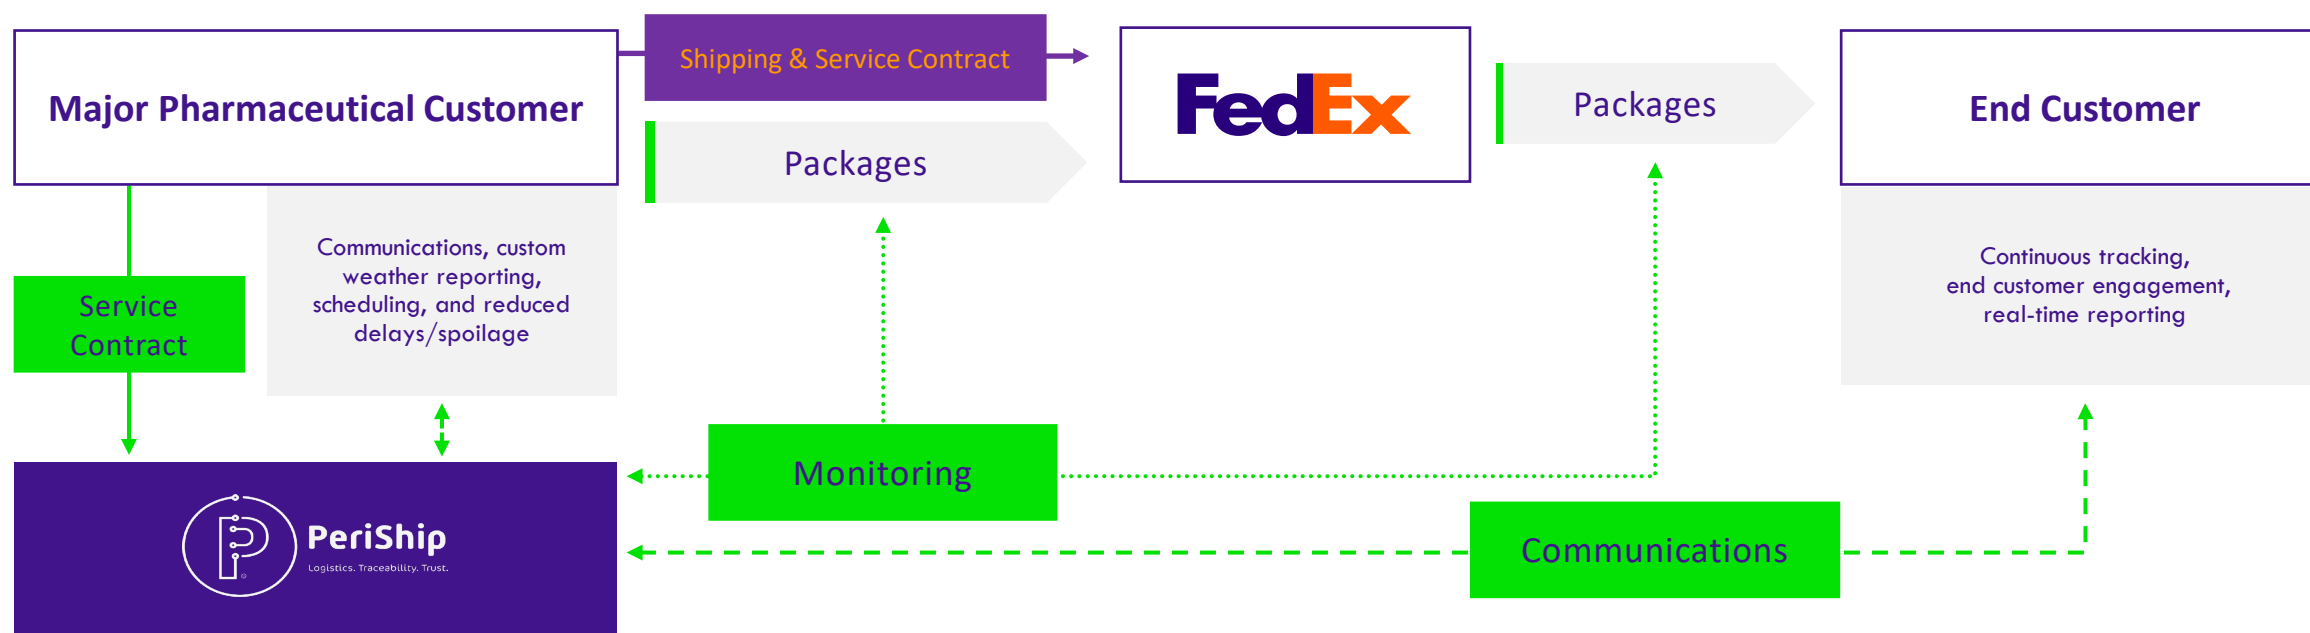 Major Pharmaceutical Customer
Shipping & Service Contract
Packages
FedEx
Packages
End Customer
Communications, custom
weather reporting,
scheduling, and reduced
delays/spoilage
Service
Contract
Continuous tracking,
end customer engagement,
real-time reporting
Monitoring
Communications
PeriShip
Logistics. Traceability. Trust.